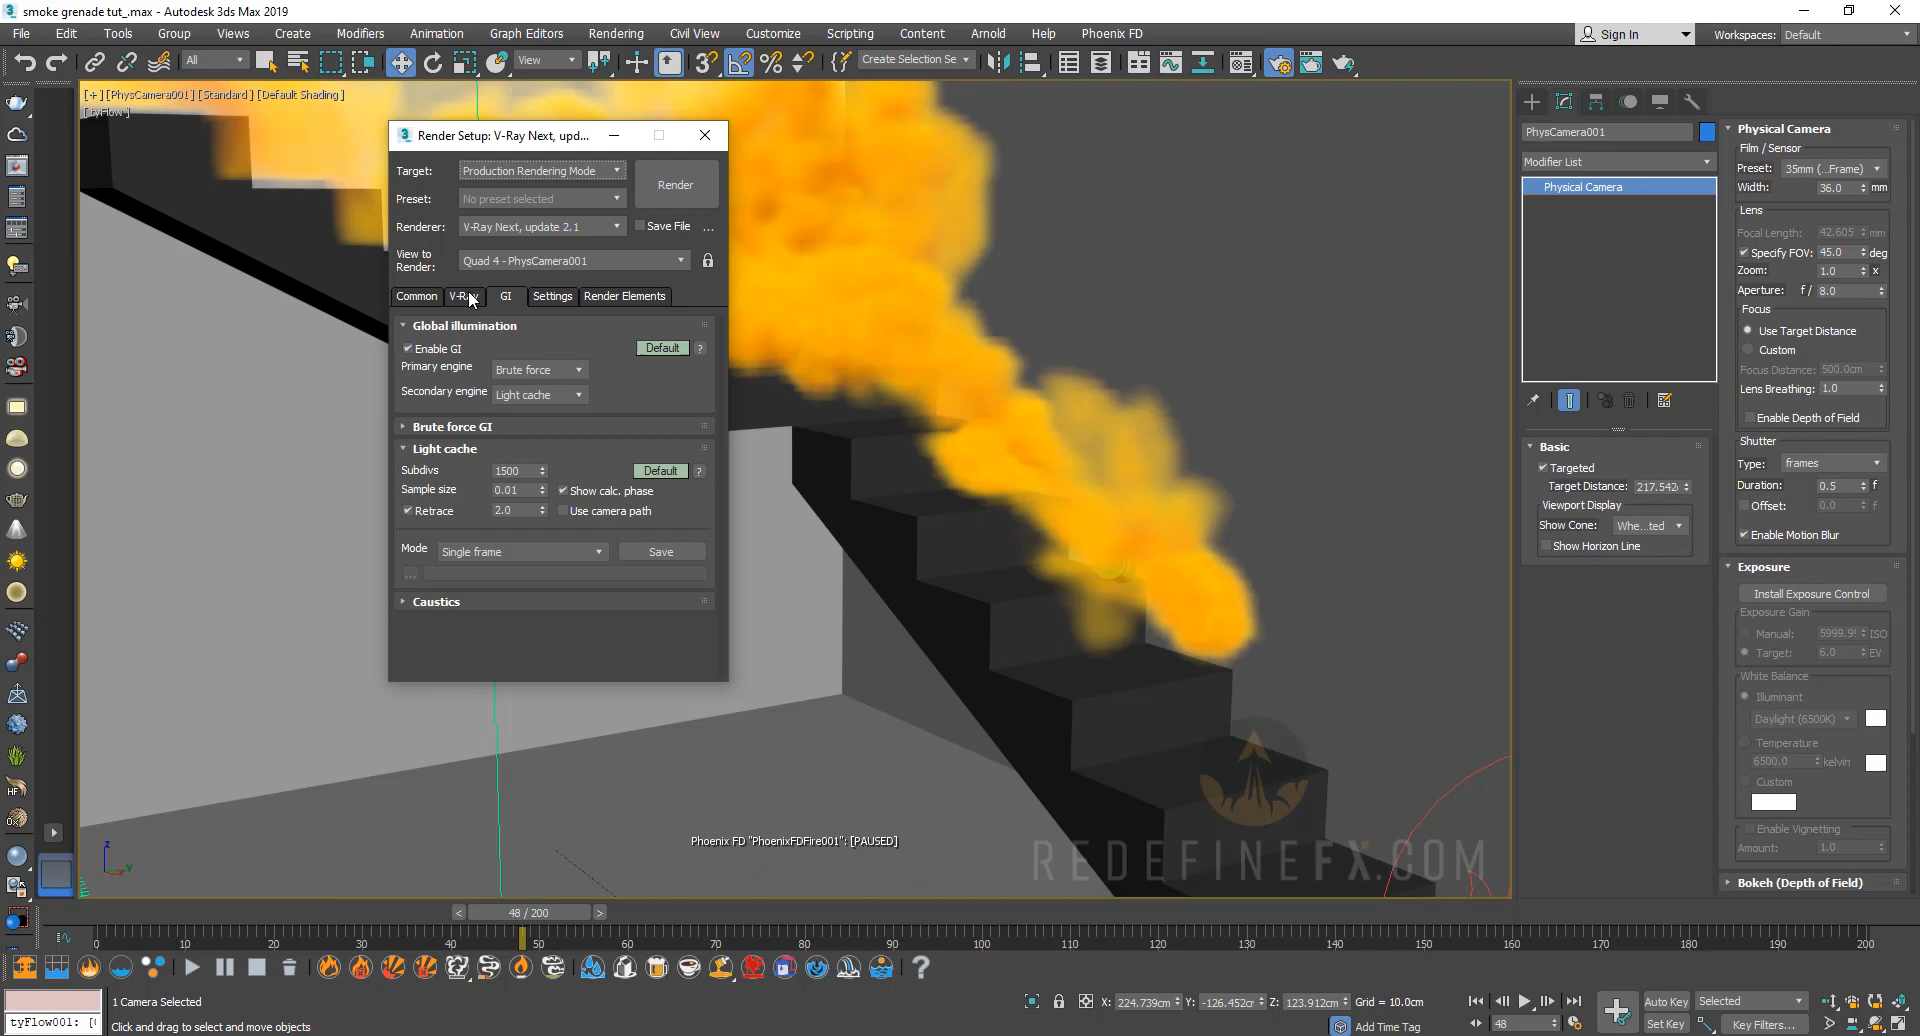 smoke grenade tut_.max - Autodesk 3ds Max 2019
File Edit Tools Group Views Create Modifiers Animation Graph Editors Rendering Civil View Customize Scripting Content Arnold Help Phoenix FD
Sign In Workspaces: Default
All View Create Selection Se
[+] [PhysCamera001] [Standard] [Default Shading]
[tyFlow]
Render Setup: V-Ray Next, upd...
Target: Production Rendering Mode
Render
Preset: No preset selected
Renderer: V-Ray Next, update 2.1 Save File ...
View to Render: Quad 4 - PhysCamera001
Common V-Ray GI Settings Render Elements
Global illumination
Enable GI Default ?
Primary engine Brute force
Secondary engine Light cache
Brute force GI
Light cache
Subdivs 1500 Default ?
Sample size 0.01 Show calc. phase
Retrace 2.0 Use camera path
Mode Single frame Save
...
Caustics
Phoenix FD "PhoenixFDFire001": [PAUSED]
REDEFINEFX.COM
z
y
PhysCamera001
Modifier List
Physical Camera
Basic
Targeted
Target Distance: 217.542
Viewport Display
Show Cone: Whe...ted
Show Horizon Line
Physical Camera
Film / Sensor
Preset: 35mm (...Frame)
Width: 36.0 mm
Lens
Focal Length: 42.605 mm
Specify FOV: 45.0 deg
Zoom: 1.0 x
Aperture: f / 8.0
Focus
Use Target Distance
Custom
Focus Distance: 500.0cm
Lens Breathing: 1.0
Enable Depth of Field
Shutter
Type: frames
Duration: 0.5 f
Offset: 0.0 f
Enable Motion Blur
Exposure
Install Exposure Control
Exposure Gain
Manual: 5999.99 ISO
Target: 6.0 EV
White Balance
Illuminant
Daylight (6500K)
Temperature
6500.0 kelvin
Custom
Enable Vignetting
Amount: 1.0
Bokeh (Depth of Field)
HF
< 48 / 200 >
0 10 20 30 40 50 60 70 80 90 100 110 120 130 140 150 160 170 180 190 200
1 Camera Selected
X: 224.739cm Y: -126.452cr Z: 123.912cm Grid = 10.0cm
Auto Key Selected
tyFlow001: [
Click and drag to select and move objects
Add Time Tag
48
Set Key Key Filters...